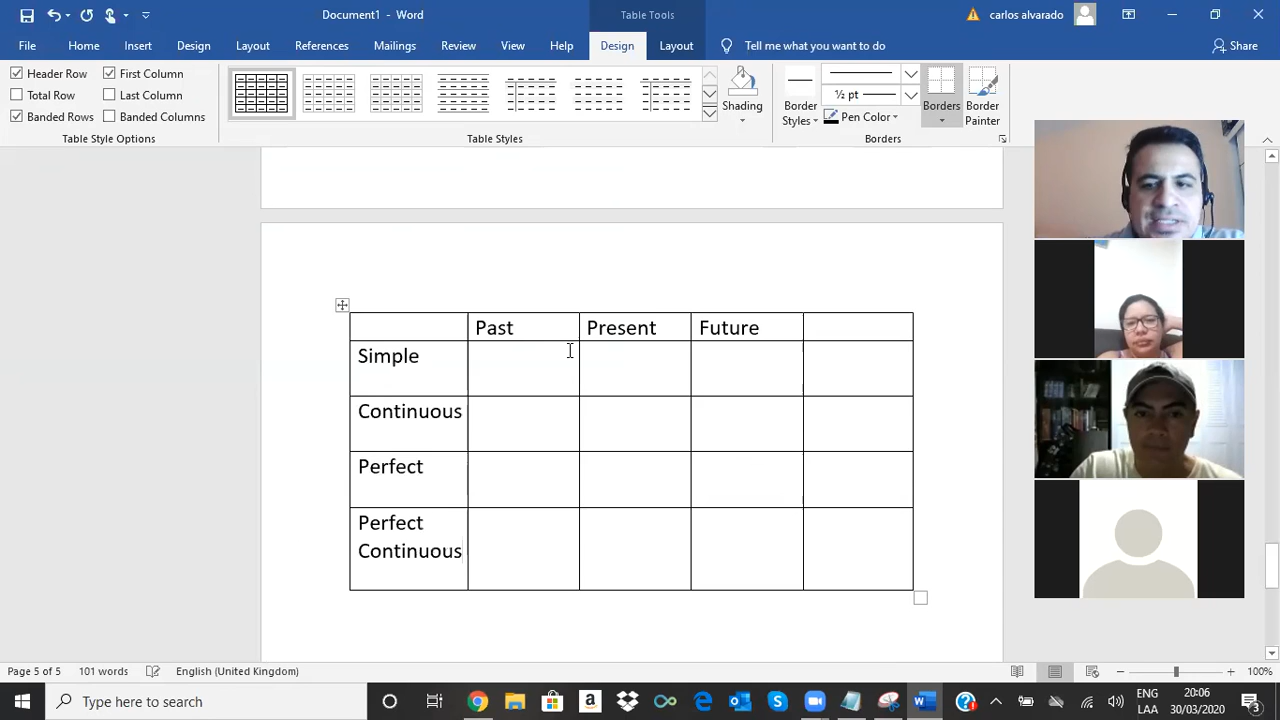 Document1 - Word
Table Tools
carlos alvarado
File
Home
Insert
Design
Layout
References
Mailings
Review
View
Help
Design
Layout
Tell me what you want to do
Share
Header Row
First Column
Total Row
Last Column
Banded Rows
Banded Columns
Table Style Options
Table Styles
Shading
Border
Styles
½ pt
Pen Color
Borders
Border
Painter
Borders
Past
Present
Future
Simple
Continuous
Perfect
Perfect
Continuous
Page 5 of 5
101 words
English (United Kingdom)
100%
Type here to search
ENG
LAA
20:06
30/03/2020
3